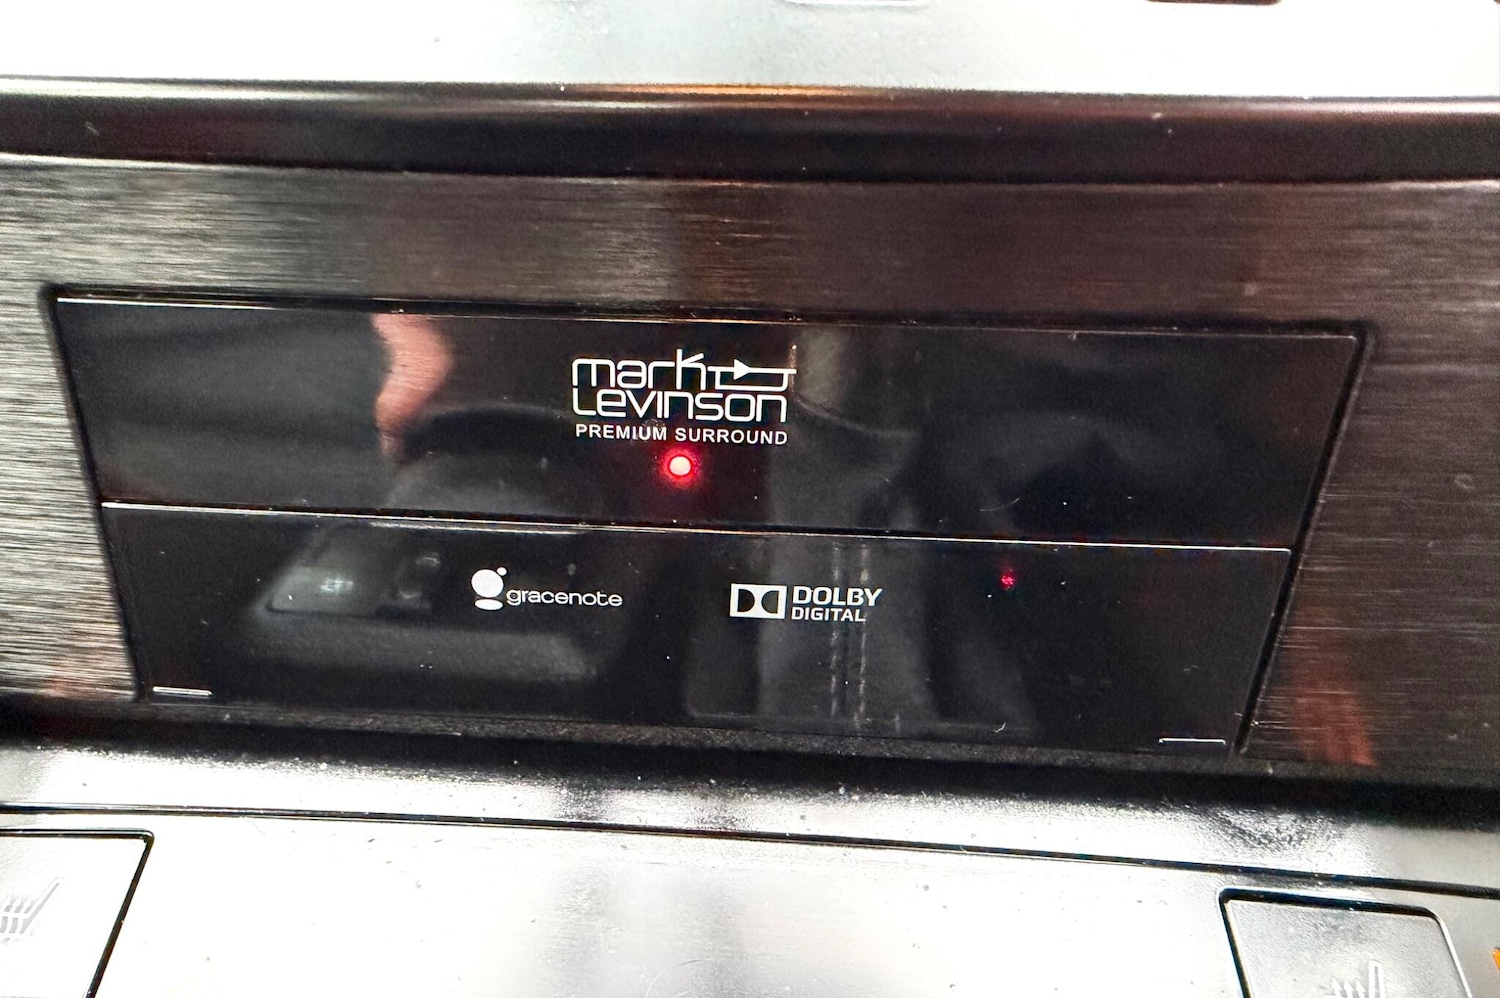 mark
Levinson
PREMIUM SURROUND
gracenote
DOLBY
DIGITAL